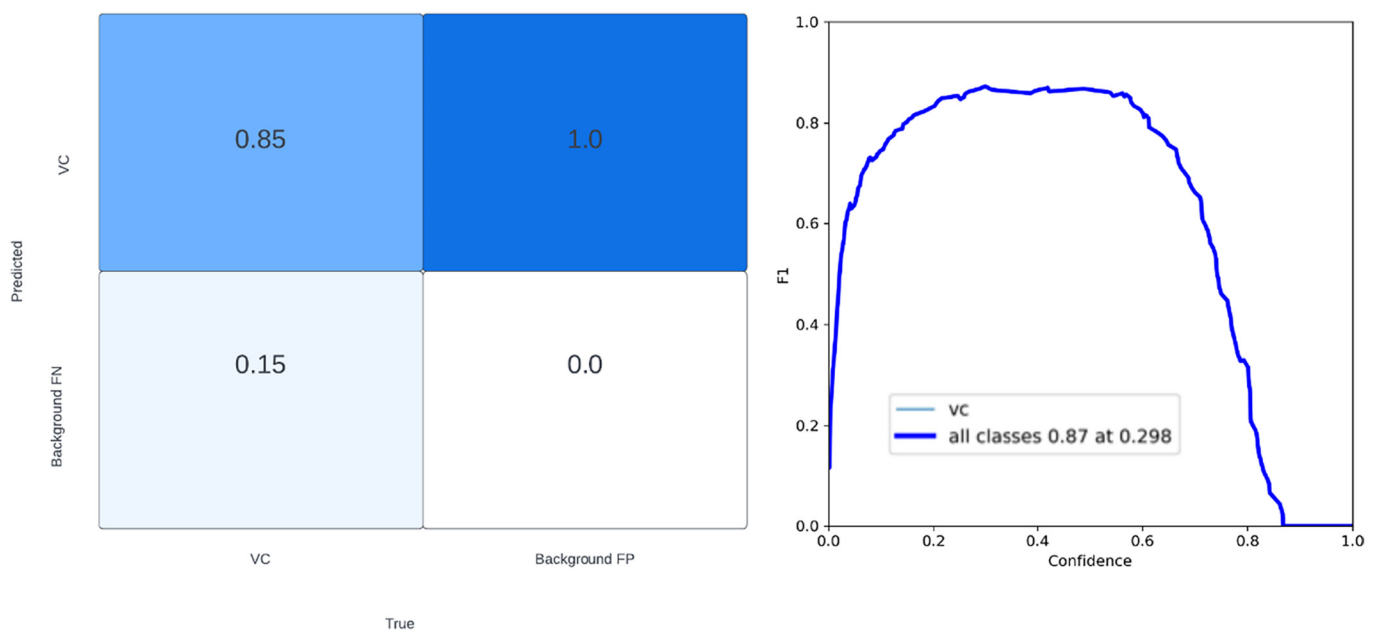 Predicted
VC
Background FN
0.85
1.0
0.15
0.0
VC
Background FP
True
F1
1.0
0.8
0.6
0.4
0.2
0.0
vc
all classes 0.87 at 0.298
0.0 0.2 0.4 0.6 0.8 1.0
Confidence